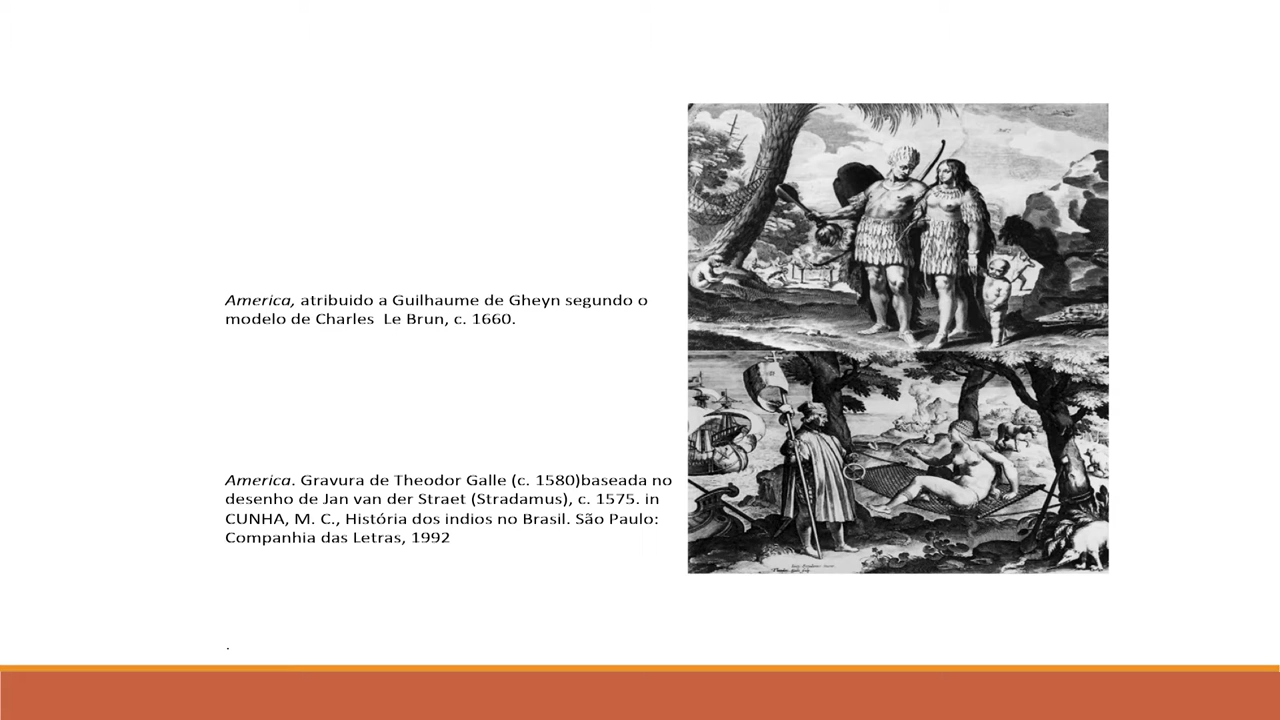 America, atribuido a Guilhaume de Gheyn segundo o
modelo de Charles Le Brun, c. 1660.
America. Gravura de Theodor Galle (c. 1580)baseada no
desenho de Jan van der Straet (Stradamus), c. 1575. in
CUNHA, M. C., História dos indios no Brasil. São Paulo:
Companhia das Letras, 1992
.